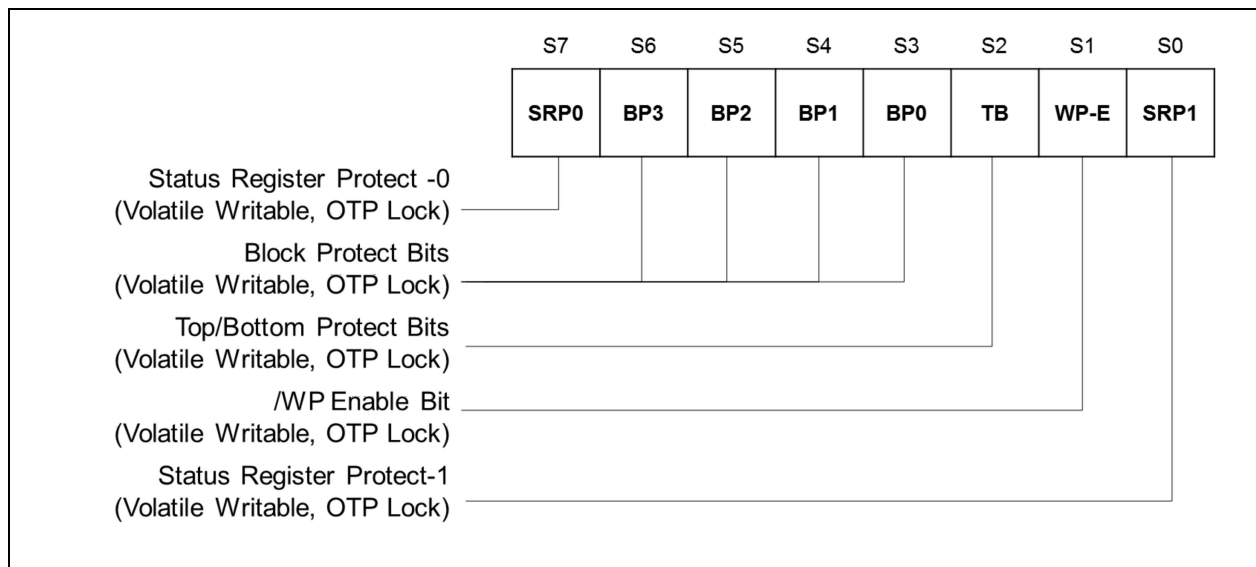 S7 S6 S5 S4 S3 S2 S1 S0
SRP0 BP3 BP2 BP1 BP0 TB WP-E SRP1
Status Register Protect -0
(Volatile Writable, OTP Lock)
Block Protect Bits
(Volatile Writable, OTP Lock)
Top/Bottom Protect Bits
(Volatile Writable, OTP Lock)
/WP Enable Bit
(Volatile Writable, OTP Lock)
Status Register Protect-1
(Volatile Writable, OTP Lock)